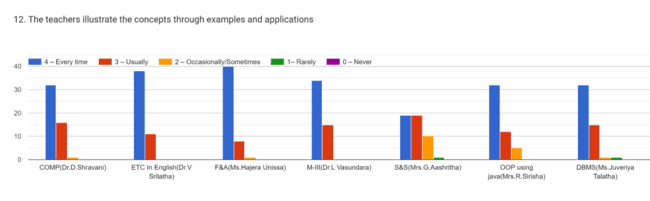 12. The teachers illustrate the concepts through examples and applications
4 – Every time 3 – Usually 2 – Occasionally/Sometimes 1– Rarely 0 – Never
40
30
20
10
0
COMP(Dr.D.Shravani) ETC In English(Dr.V Srilatha) F&A(Ms.Hajera Unissa) M-III(Dr.L Vasundara) S&S(Mrs.G.Aashritha) OOP using java(Mrs.R.Sirisha) DBMS(Ms.Juveriya Talatha)